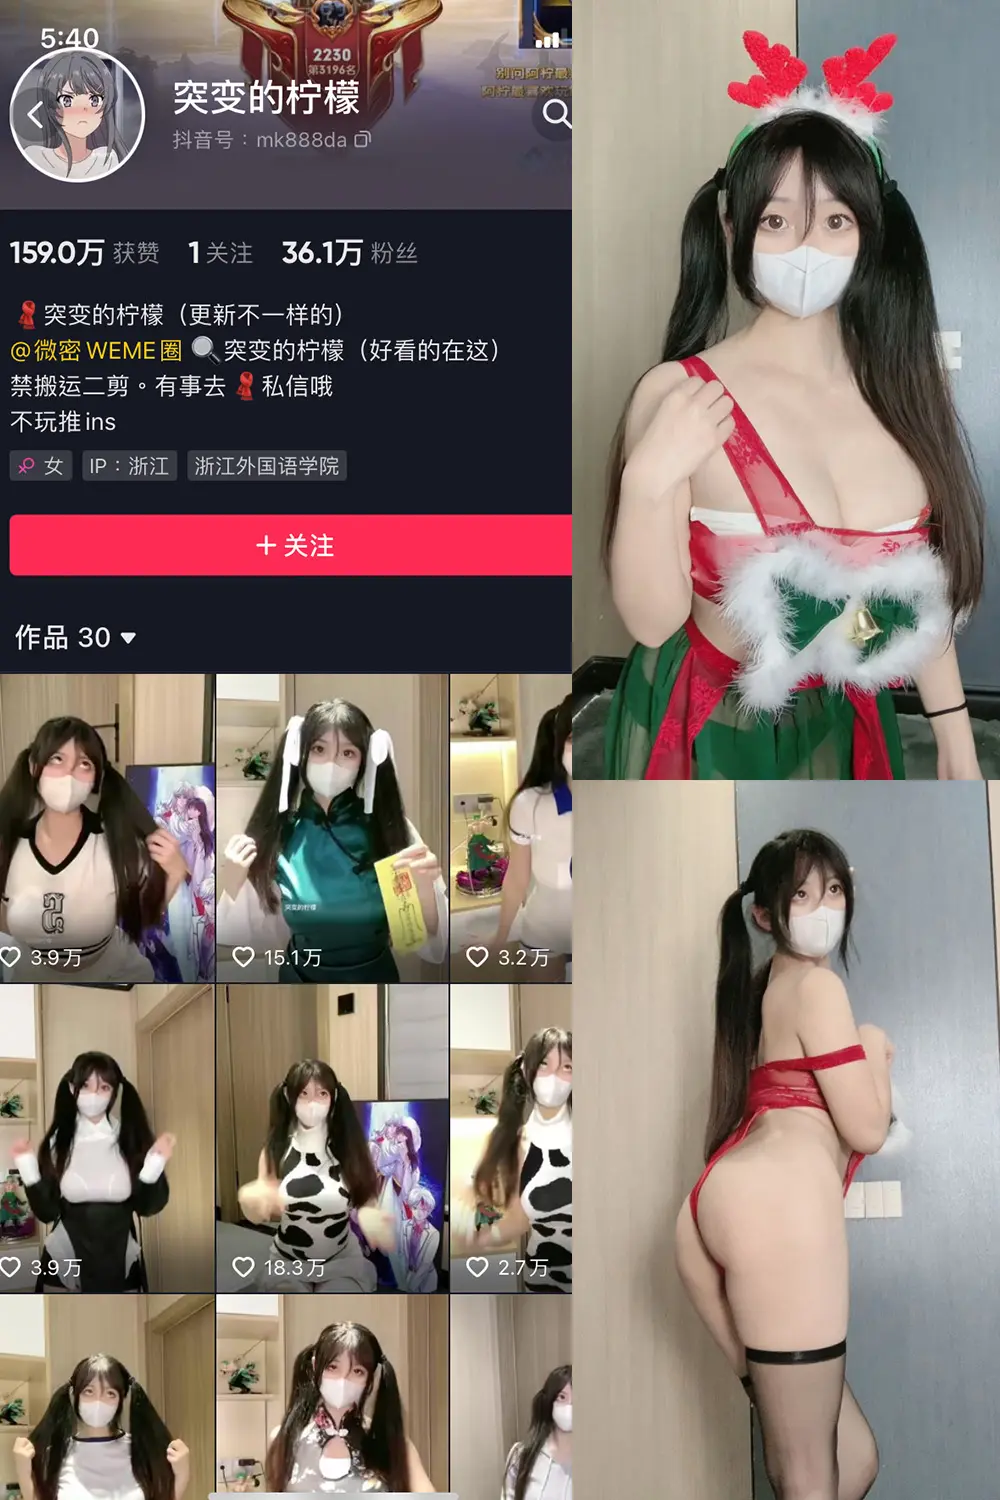 5:40
2230
第3196名
别问阿柠最
阿柠最喜欢玩
突变的柠檬
抖音号：mk888da
159.0万 获赞 1 关注 36.1万 粉丝
突变的柠檬（更新不一样的）
@微密WEME圈 突变的柠檬（好看的在这）
禁搬运二剪。有事去 私信哦
不玩推ins
女 IP：浙江 浙江外国语学院
+ 关注
作品 30
突变的柠檬
3.9万 15.1万 3.2万
3.9万 18.3万 2.7万